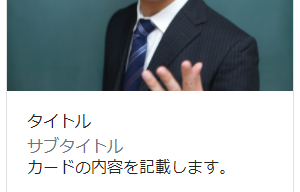 タイトル
サブタイトル
カードの内容を記載します。